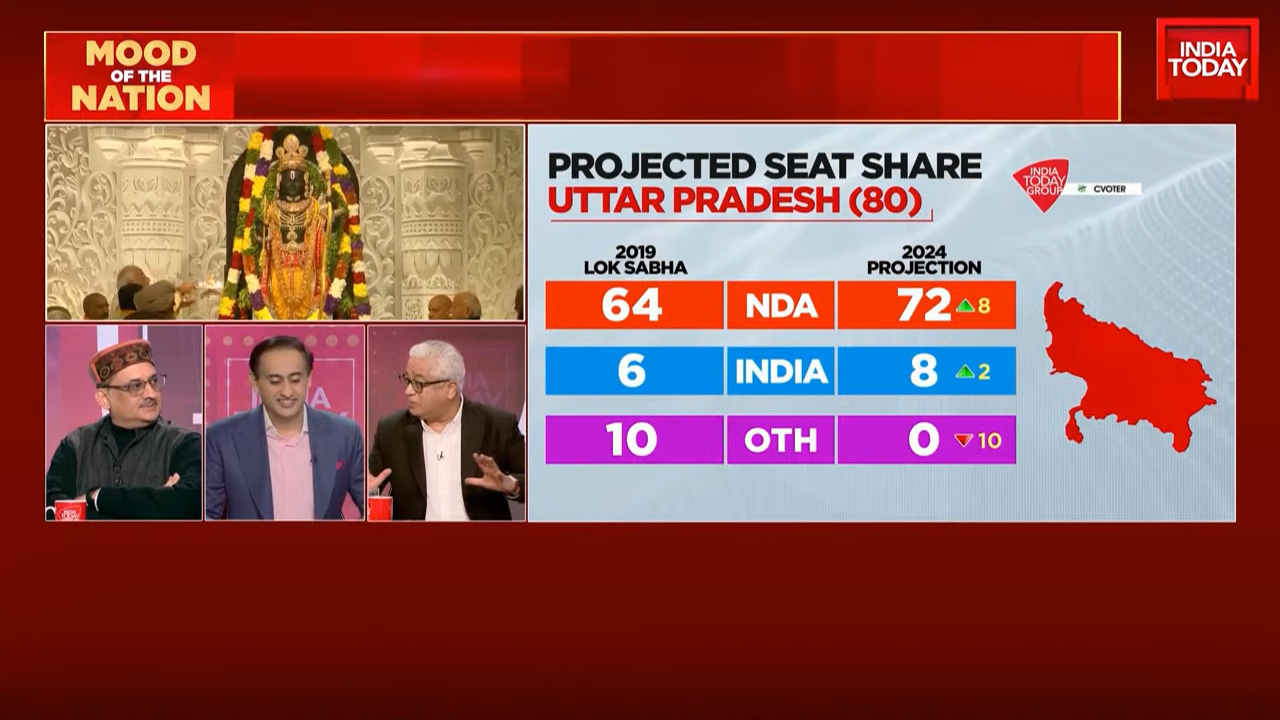 MOOD
OF THE
NATION
INDIA
TODAY
PROJECTED SEAT SHARE
UTTAR PRADESH (80)
INDIA
TODAY
GROUP
CVOTER
2019
LOK SABHA
2024
PROJECTION
64 NDA 72 8
6 INDIA 8 2
10 OTH 0 10